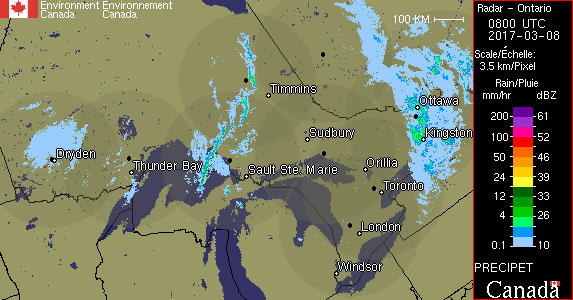 Environment Environnement
Canada Canada
100 KM
Timmins
Ottawa
Sudbury
Kingston
Dryden
Thunder Bay
Sault Ste. Marie
Orillia
Toronto
London
Windsor
Radar - Ontario
0800 UTC
2017-03-08
Scale/Échelle:
3.5 km/Pixel
Rain/Pluie
mm/hr dBZ
200 61
100 52
50 46
24 39
12 33
4 26
0.1 10
PRECIPET
Canada